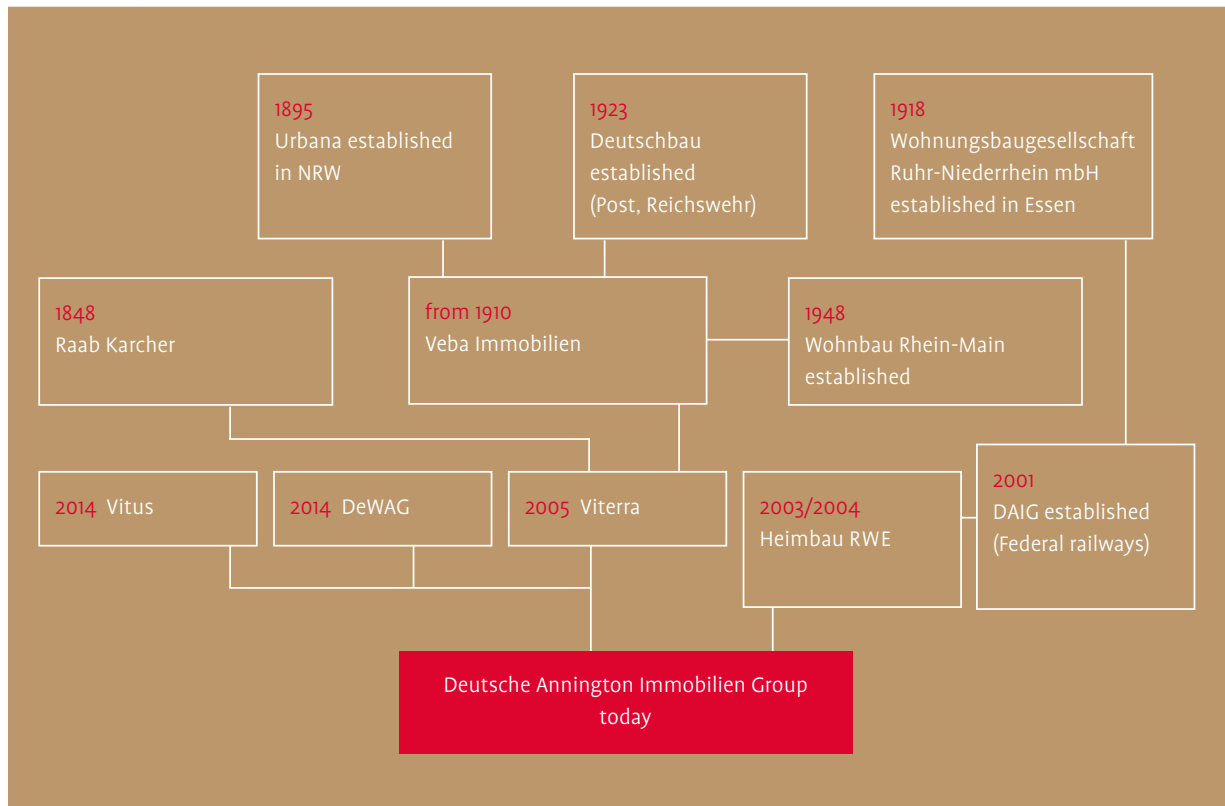 1895
Urbana established
in NRW
1923
Deutschbau
established
(Post, Reichswehr)
1918
Wohnungsbaugesellschaft
Ruhr-Niederrhein mbH
established in Essen
1848
Raab Karcher
from 1910
Veba Immobilien
1948
Wohnbau Rhein-Main
established
2014 Vitus
2014 DeWAG
2005 Viterra
2003/2004
Heimbau RWE
2001
DAIG established
(Federal railways)
Deutsche Annington Immobilien Group
today